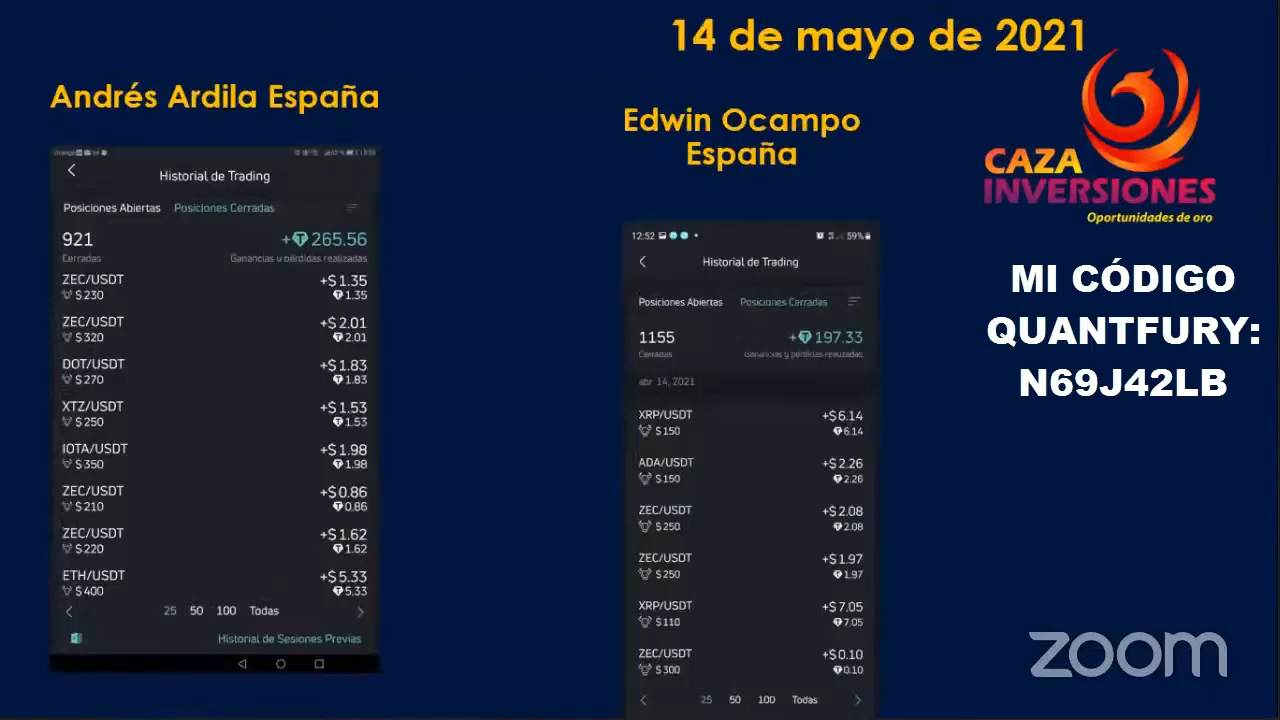 14 de mayo de 2021
Andrés Ardila España
Historial de Trading
Posiciones Abiertas Posiciones Cerradas
921 +265.56
Cerradas Ganancias u pérdidas realizadas
ZEC/USDT +$1.35
$230 1.35
ZEC/USDT +$2.01
$320 2.01
DOT/USDT +$1.83
$270 1.83
XTZ/USDT +$1.53
$250 1.53
IOTA/USDT +$1.98
$350 1.98
ZEC/USDT +$0.86
$210 0.86
ZEC/USDT +$1.62
$220 1.62
ETH/USDT +$5.33
$400 5.33
25 50 100 Todas
Historial de Sesiones Previas
Edwin Ocampo
España
12:52 59%
Historial de Trading
Posiciones Abiertas Posiciones Cerradas
1155 +197.33
Cerradas Ganancias y pérdidas realizadas
abr 14, 2021
XRP/USDT +$6.14
$150 6.14
ADA/USDT +$2.26
$150 2.26
ZEC/USDT +$2.08
$250 2.08
ZEC/USDT +$1.97
$250 1.97
XRP/USDT +$7.05
$110 7.05
ZEC/USDT +$0.10
$300 0.10
25 50 100 Todas
CAZA
INVERSIONES
Oportunidades de oro
MI CÓDIGO
QUANTFURY:
N69J42LB
zoom